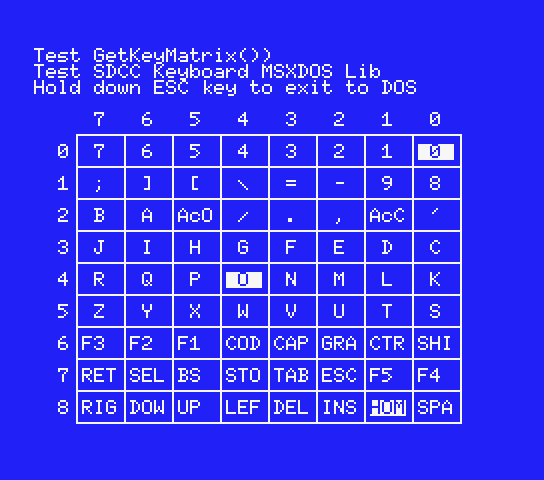 Test GetKeyMatrix())
Test SDCC Keyboard MSXDOS Lib
Hold down ESC key to exit to DOS
7 6 5 4 3 2 1 0
0 7 6 5 4 3 2 1 0
1 ; ] [ \ = - 9 8
2 B A AcO / . , AcC ´
3 J I H G F E D C
4 R Q P O N M L K
5 Z Y X W V U T S
6 F3 F2 F1 COD CAP GRA CTR SHI
7 RET SEL BS STO TAB ESC F5 F4
8 RIG DOW UP LEF DEL INS HOM SPA